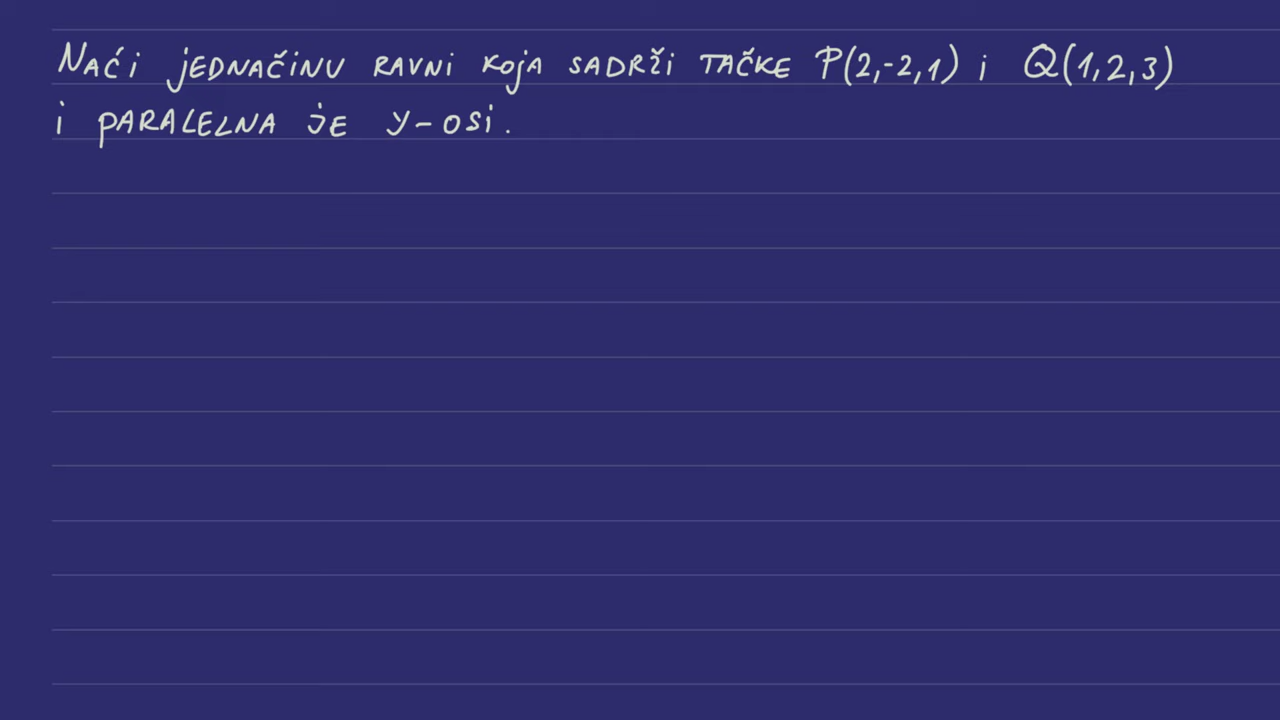 Naći jednačinu ravni koja sadrži tačke P(2,-2,1) i Q(1,2,3)
i paralelna je y-osi.